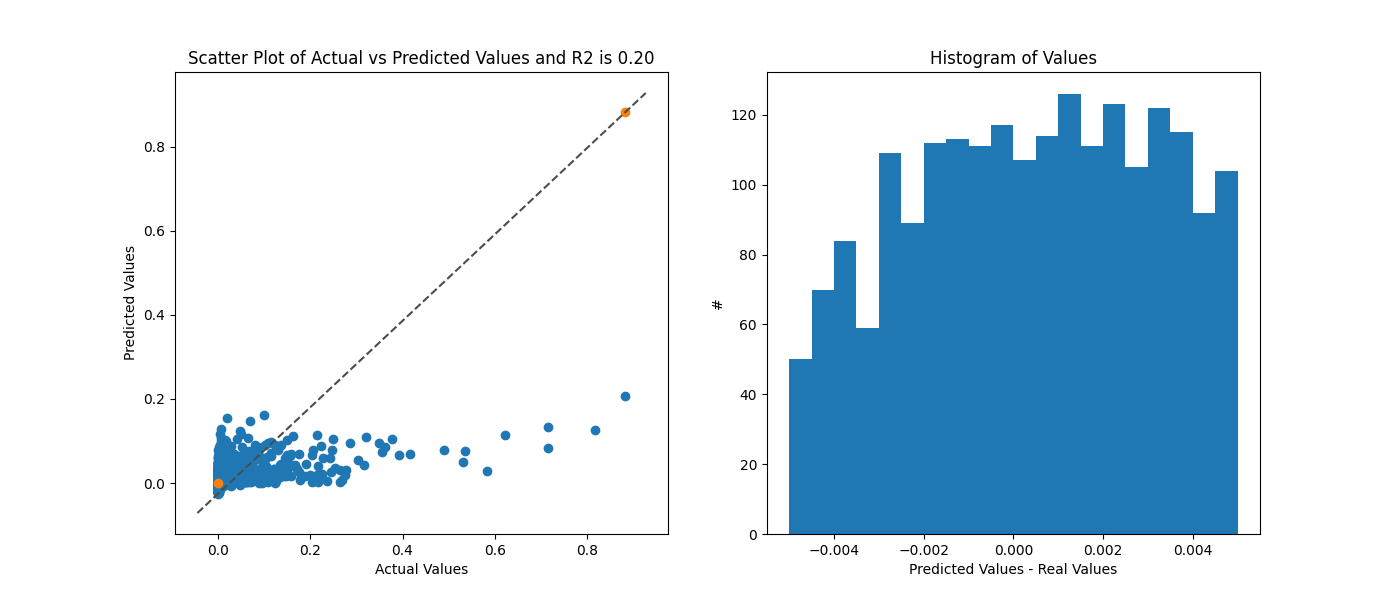 Scatter Plot of Actual vs Predicted Values and R2 is 0.20
Predicted Values
0.8
0.6
0.4
0.2
0.0
0.0 0.2 0.4 0.6 0.8
Actual Values
Histogram of Values
#
120
100
80
60
40
20
0
−0.004 −0.002 0.000 0.002 0.004
Predicted Values - Real Values